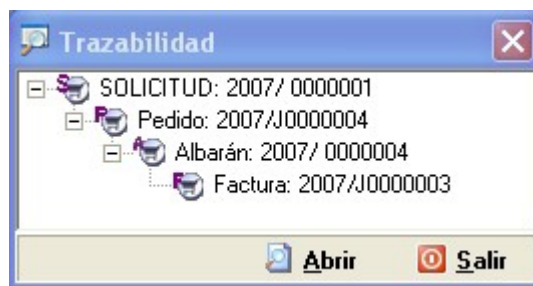 Trazabilidad
SOLICITUD: 2007/ 0000001
Pedido: 2007/J0000004
Albarán: 2007/ 0000004
Factura: 2007/J0000003
Abrir Salir